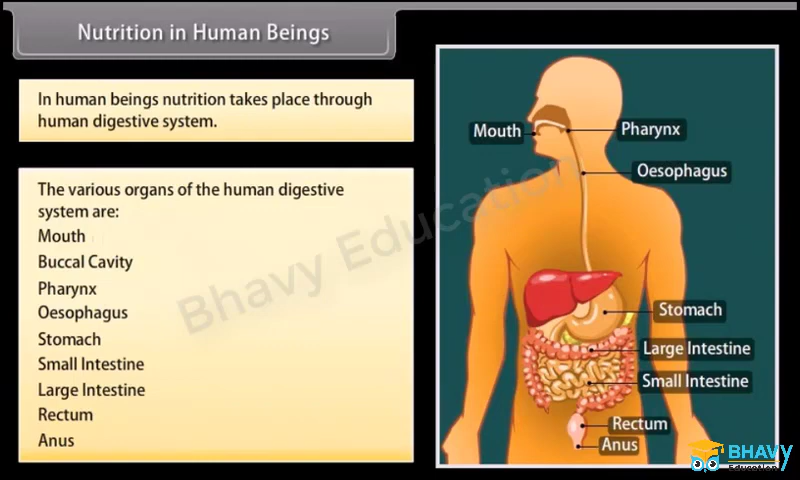 Nutrition in Human Beings
In human beings nutrition takes place through
human digestive system.
The various organs of the human digestive
system are:
Mouth
Buccal Cavity
Pharynx
Oesophagus
Stomach
Small Intestine
Large Intestine
Rectum
Anus
Mouth
Pharynx
Oesophagus
Stomach
Large Intestine
Small Intestine
Rectum
Anus
Bhavy Education
BHAVY
Education